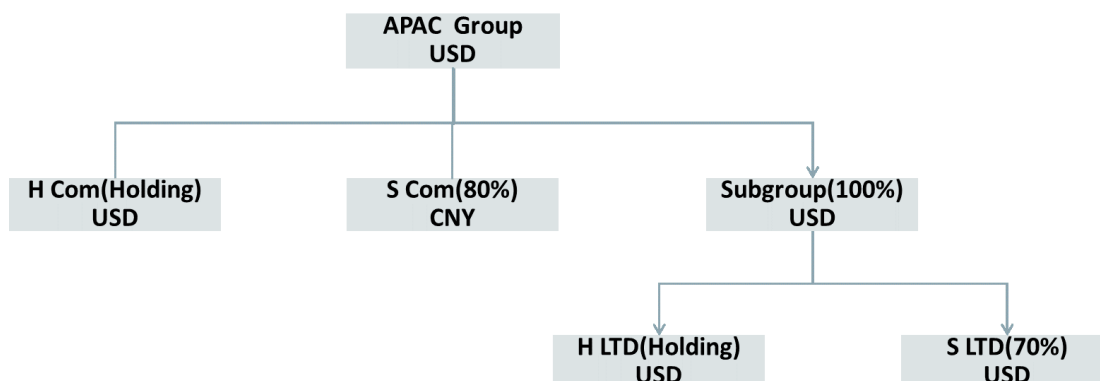 APAC  Group
USD
H Com(Holding)
USD
S Com(80%)
CNY
Subgroup(100%)
USD
H LTD(Holding)
USD
S LTD(70%)
USD